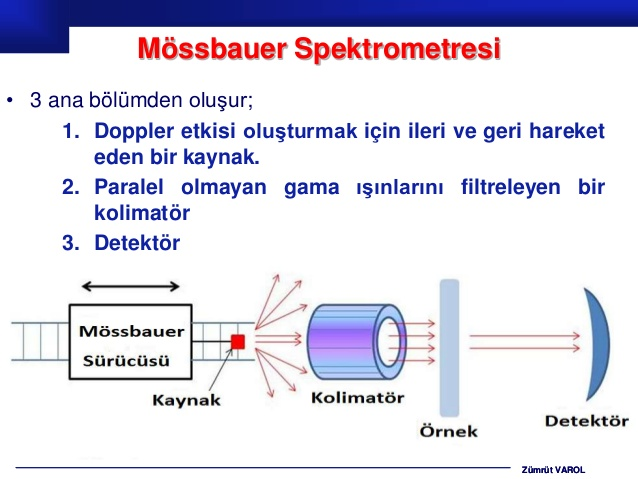 Mössbauer Spektrometresi
• 3 ana bölümden oluşur;
1. Doppler etkisi oluşturmak için ileri ve geri hareket
eden bir kaynak.
2. Paralel olmayan gama ışınlarını filtreleyen bir
kolimatör
3. Detektör
Mössbauer
Sürücüsü
Kaynak
Kolimatör
Örnek
Detektör
Zümrüt VAROL